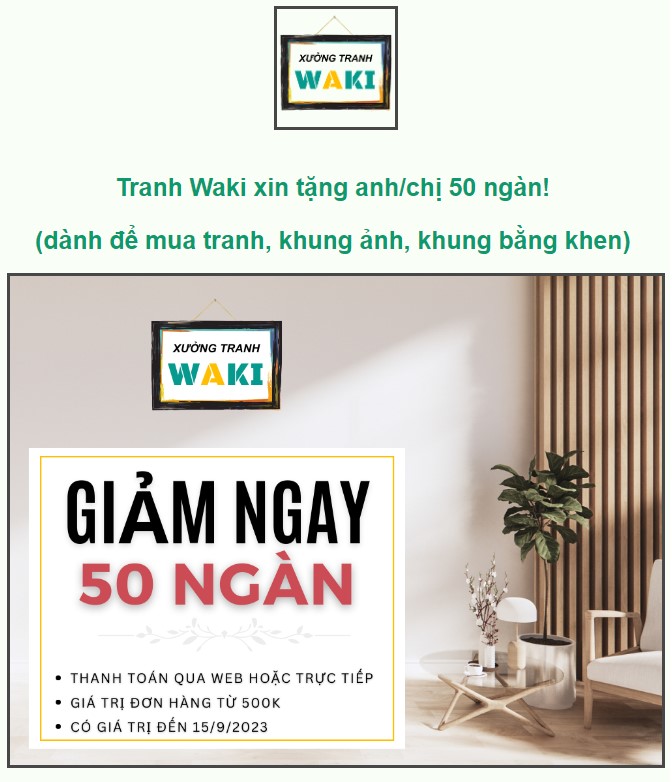 XƯỞNG TRANH
WAKI
Tranh Waki xin tặng anh/chị 50 ngàn!
(dành để mua tranh, khung ảnh, khung bằng khen)
XƯỞNG TRANH
WAKI
GIẢM NGAY
50 NGÀN
• THANH TOÁN QUA WEB HOẶC TRỰC TIẾP
• GIÁ TRỊ ĐƠN HÀNG TỪ 500K
• CÓ GIÁ TRỊ ĐẾN 15/9/2023